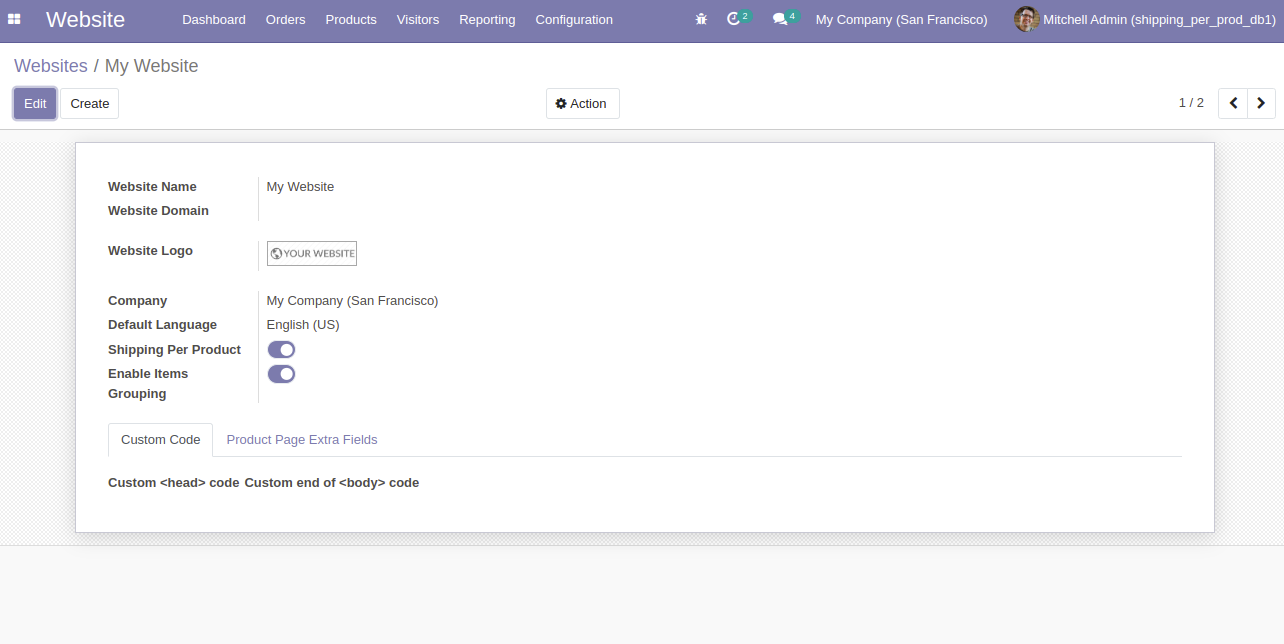 Website Dashboard Orders Products Visitors Reporting Configuration 2 4 My Company (San Francisco) Mitchell Admin (shipping_per_prod_db1)
Websites / My Website
Edit Create Action 1 / 2
Website Name My Website
Website Domain
Website Logo YOUR WEBSITE
Company My Company (San Francisco)
Default Language English (US)
Shipping Per Product
Enable Items
Grouping
Custom Code Product Page Extra Fields
Custom <head> code Custom end of <body> code